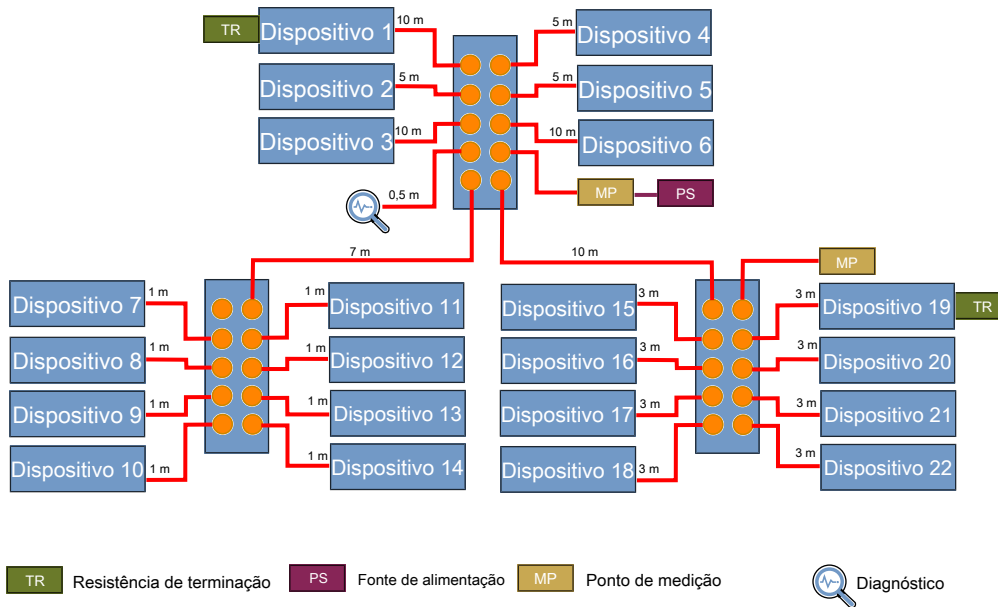 TR Dispositivo 1 10 m 5 m Dispositivo 4
Dispositivo 2 5 m 5 m Dispositivo 5
Dispositivo 3 10 m 10 m Dispositivo 6
0,5 m MP PS
7 m 10 m MP
Dispositivo 7 1 m 1 m Dispositivo 11
Dispositivo 8 1 m 1 m Dispositivo 12
Dispositivo 9 1 m 1 m Dispositivo 13
Dispositivo 10 1 m 1 m Dispositivo 14
Dispositivo 15 3 m 3 m Dispositivo 19 TR
Dispositivo 16 3 m 3 m Dispositivo 20
Dispositivo 17 3 m 3 m Dispositivo 21
Dispositivo 18 3 m 3 m Dispositivo 22
TR Resistência de terminação PS Fonte de alimentação MP Ponto de medição Diagnóstico